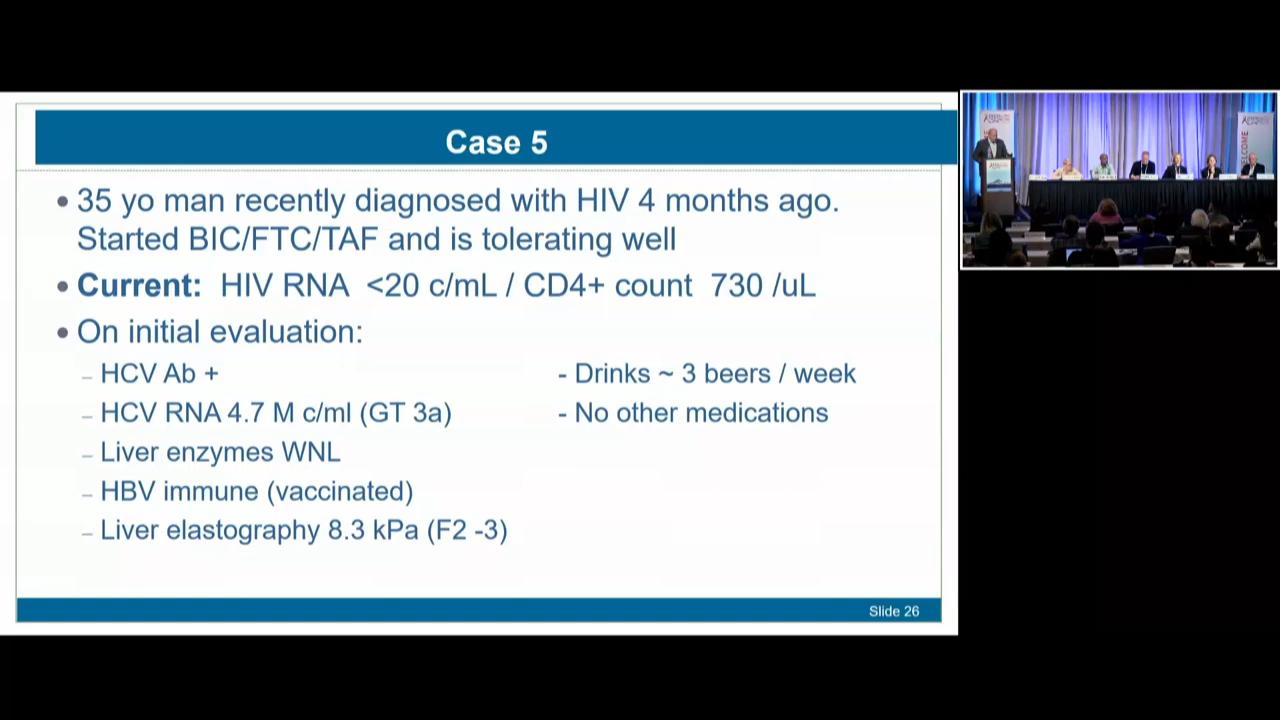 Case 5
• 35 yo man recently diagnosed with HIV 4 months ago.
Started BIC/FTC/TAF and is tolerating well
• Current: HIV RNA <20 c/mL / CD4+ count 730 /uL
• On initial evaluation:
– HCV Ab +
- Drinks ~ 3 beers / week
– HCV RNA 4.7 M c/ml (GT 3a)
- No other medications
– Liver enzymes WNL
– HBV immune (vaccinated)
– Liver elastography 8.3 kPa (F2 -3)
Slide 26
WELCOME